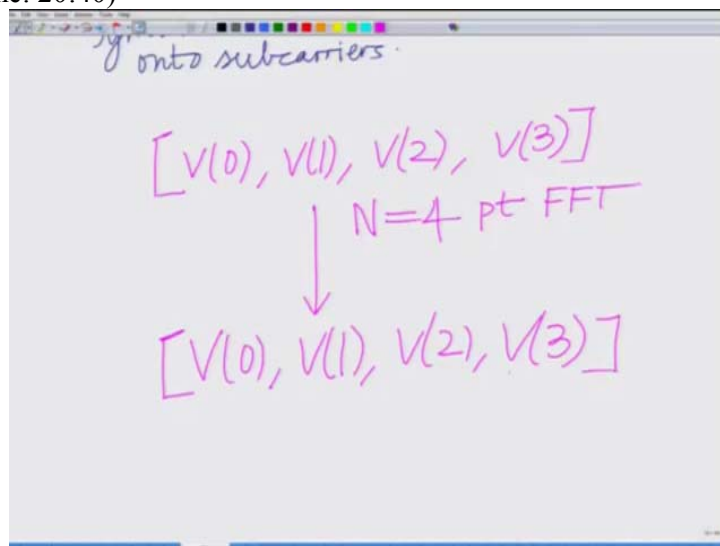 onto subcarriers.
[v(0), v(1), v(2), v(3)]
N=4 pt FFT
[V(0), V(1), V(2), V(3)]